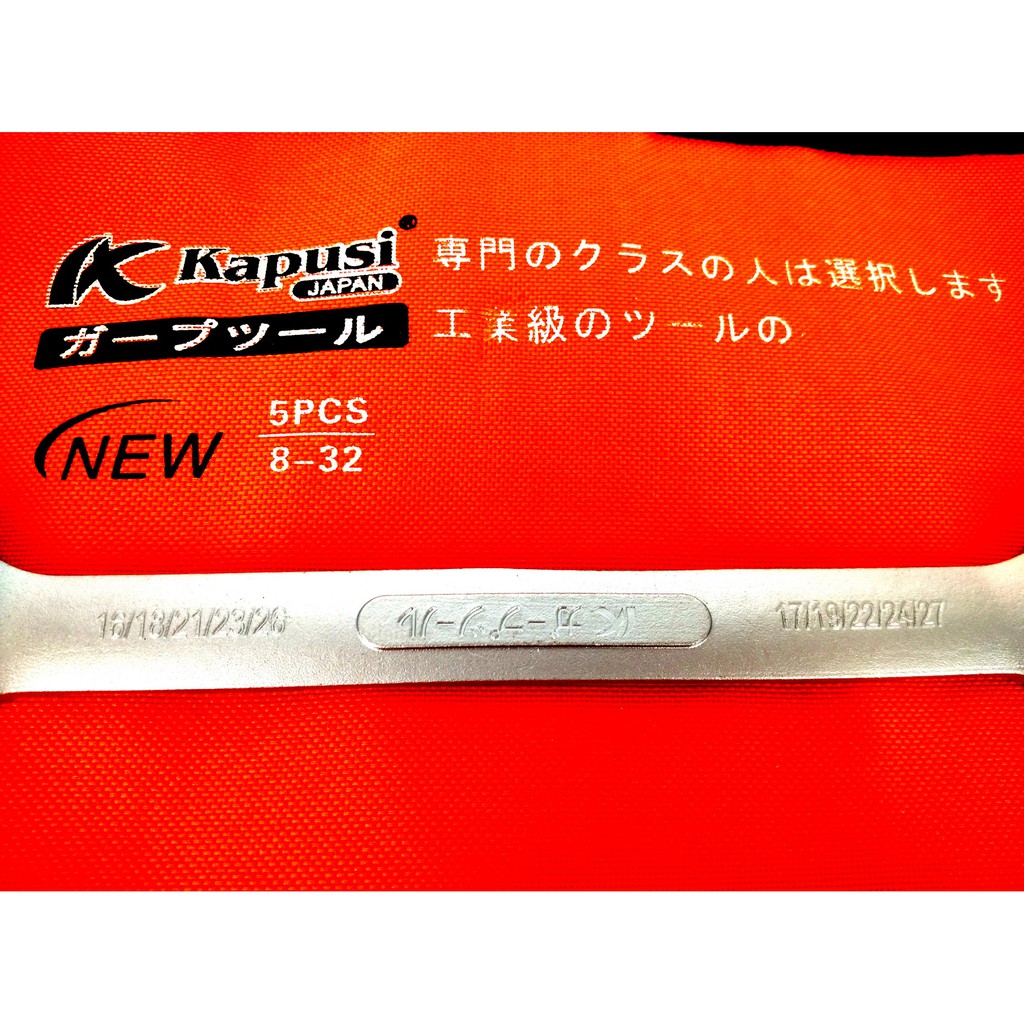 Kapusi
JAPAN
ガープツール
専門のクラスの人は選択します
工業級のツールの
NEW
5PCS
8-32
16/18/21/23/26
17/19/22/24/27